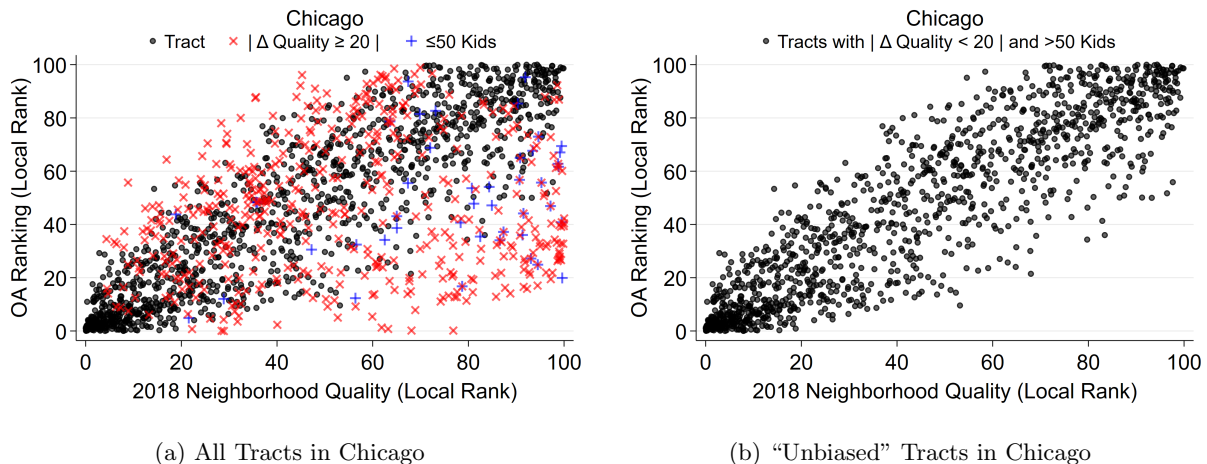 Chicago
Tract
| Δ Quality ≥ 20 |
≤50 Kids
OA Ranking (Local Rank)
100
80
60
40
20
0
0 20 40 60 80 100
2018 Neighborhood Quality (Local Rank)
(a) All Tracts in Chicago
Chicago
Tracts with | Δ Quality < 20 | and >50 Kids
OA Ranking (Local Rank)
100
80
60
40
20
0
0 20 40 60 80 100
2018 Neighborhood Quality (Local Rank)
(b) “Unbiased” Tracts in Chicago